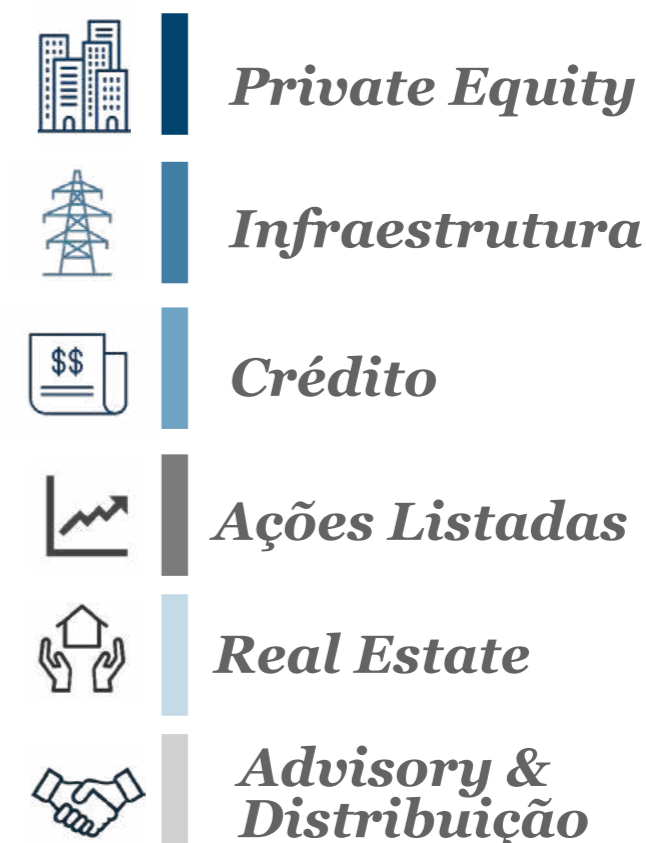 Private Equity
Infraestrutura
$$
Crédito
Ações Listadas
Real Estate
Advisory &
Distribuição